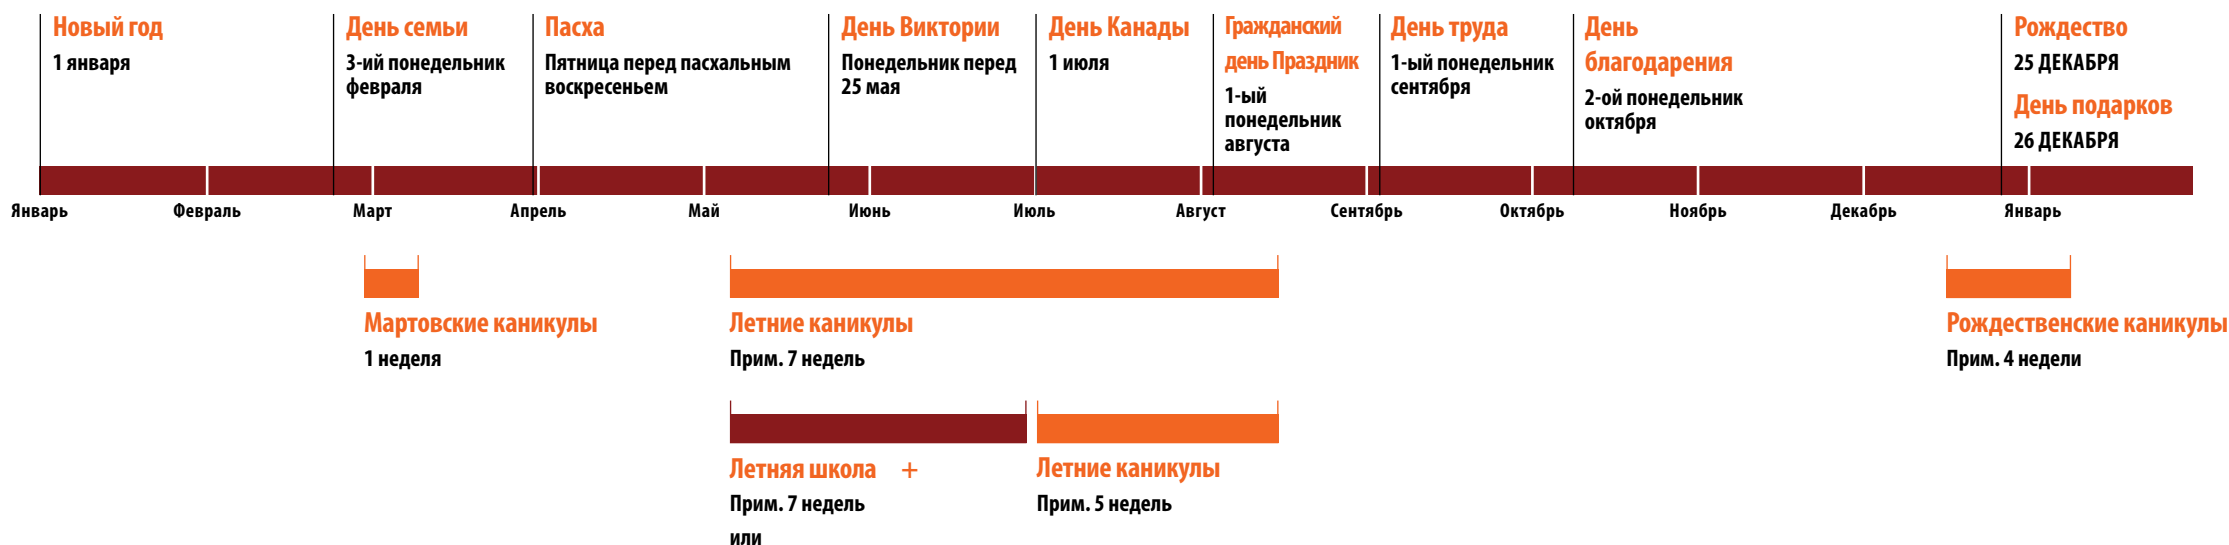 Новый год
1 января
День семьи
3-ий понедельник
февраля
Пасха
Пятница перед пасхальным
воскресеньем
День Виктории
Понедельник перед
25 мая
День Канады
1 июля
Гражданский
день Праздник
1-ый
понедельник
августа
День труда
1-ый понедельник
сентября
День
благодарения
2-ой понедельник
октября
Рождество
25 ДЕКАБРЯ
День подарков
26 ДЕКАБРЯ
Январь Февраль Март Апрель Май Июнь Июль Август Сентябрь Октябрь Ноябрь Декабрь Январь
Мартовские каникулы
1 неделя
Летние каникулы
Прим. 7 недель
Рождественские каникулы
Прим. 4 недели
Летняя школа +
Прим. 7 недель
или
Летние каникулы
Прим. 5 недель